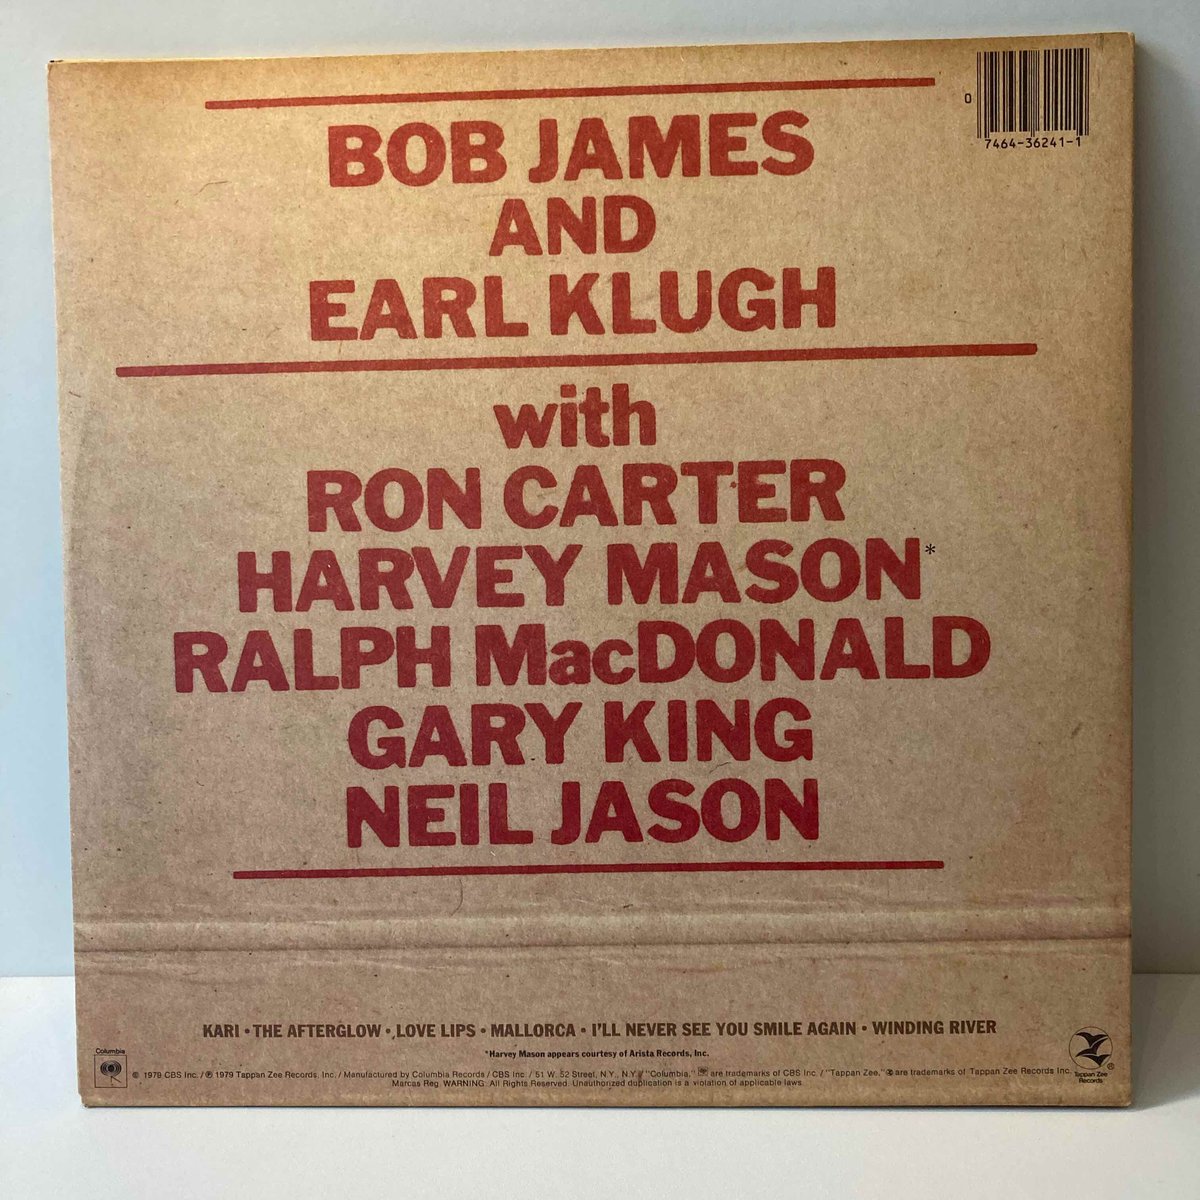 0
7464-36241-1
BOB JAMES
AND
EARL KLUGH
with
RON CARTER
HARVEY MASON*
RALPH MacDONALD
GARY KING
NEIL JASON
KARI • THE AFTERGLOW • LOVE LIPS • MALLORCA • I'LL NEVER SEE YOU SMILE AGAIN • WINDING RIVER
*Harvey Mason appears courtesy of Arista Records, Inc.
Columbia
© 1979 CBS Inc. / ℗ 1979 Tappan Zee Records, Inc. / Manufactured by Columbia Records / CBS Inc. / 51 W. 52 Street, N.Y., N.Y. / "Columbia," are trademarks of CBS Inc. / "Tappan Zee," are trademarks of Tappan Zee Records Inc.
Marcas Reg. WARNING: All Rights Reserved. Unauthorized duplication is a violation of applicable laws.
Tappan Zee
Records
®